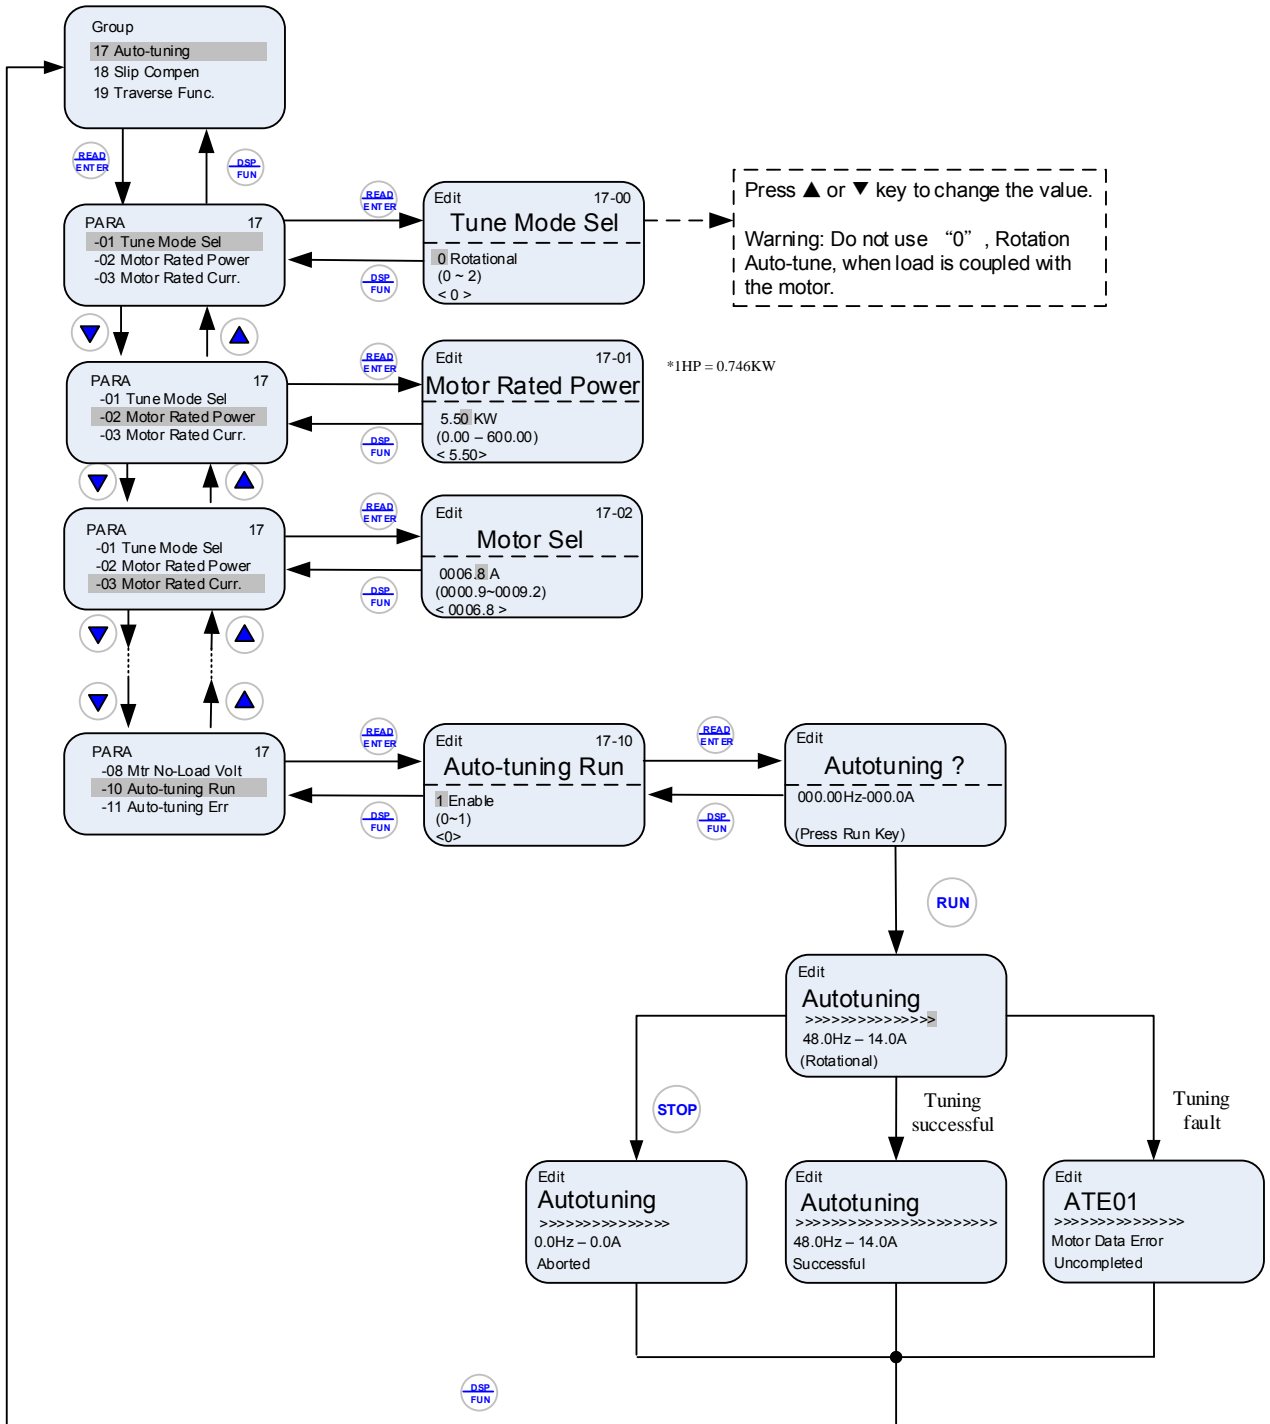 Group
17 Auto-tuning
18 Slip Compen
19 Traverse Func.
READ
ENTER
DSP
FUN
PARA 17
-01 Tune Mode Sel
-02 Motor Rated Power
-03 Motor Rated Curr.
READ
ENTER
DSP
FUN
Edit 17-00
Tune Mode Sel
0 Rotational
(0 ~ 2)
< 0 >
Press ▲ or ▼ key to change the value.
Warning: Do not use “0”, Rotation
Auto-tune, when load is coupled with
the motor.
▼ ▲
PARA 17
-01 Tune Mode Sel
-02 Motor Rated Power
-03 Motor Rated Curr.
READ
ENTER
DSP
FUN
Edit 17-01
Motor Rated Power
5.50 KW
(0.00 – 600.00)
< 5.50>
*1HP = 0.746KW
▼ ▲
PARA 17
-01 Tune Mode Sel
-02 Motor Rated Power
-03 Motor Rated Curr.
READ
ENTER
DSP
FUN
Edit 17-02
Motor Sel
0006.8 A
(0000.9~0009.2)
< 0006.8 >
▼ ▲
▼ ▲
PARA 17
-08 Mtr No-Load Volt
-10 Auto-tuning Run
-11 Auto-tuning Err
READ
ENTER
DSP
FUN
Edit 17-10
Auto-tuning Run
1 Enable
(0~1)
<0>
READ
ENTER
DSP
FUN
Edit
Autotuning ?
000.00Hz-000.0A
(Press Run Key)
RUN
Edit
Autotuning
>>>>>>>>>>>>>>>
48.0Hz – 14.0A
(Rotational)
STOP
Tuning
successful
Tuning
fault
Edit
Autotuning
>>>>>>>>>>>>>>>
0.0Hz – 0.0A
Aborted
Edit
Autotuning
>>>>>>>>>>>>>>>>>>>>>>>
48.0Hz – 14.0A
Successful
Edit
ATE01
>>>>>>>>>>>>>>>
Motor Data Error
Uncompleted
DSP
FUN